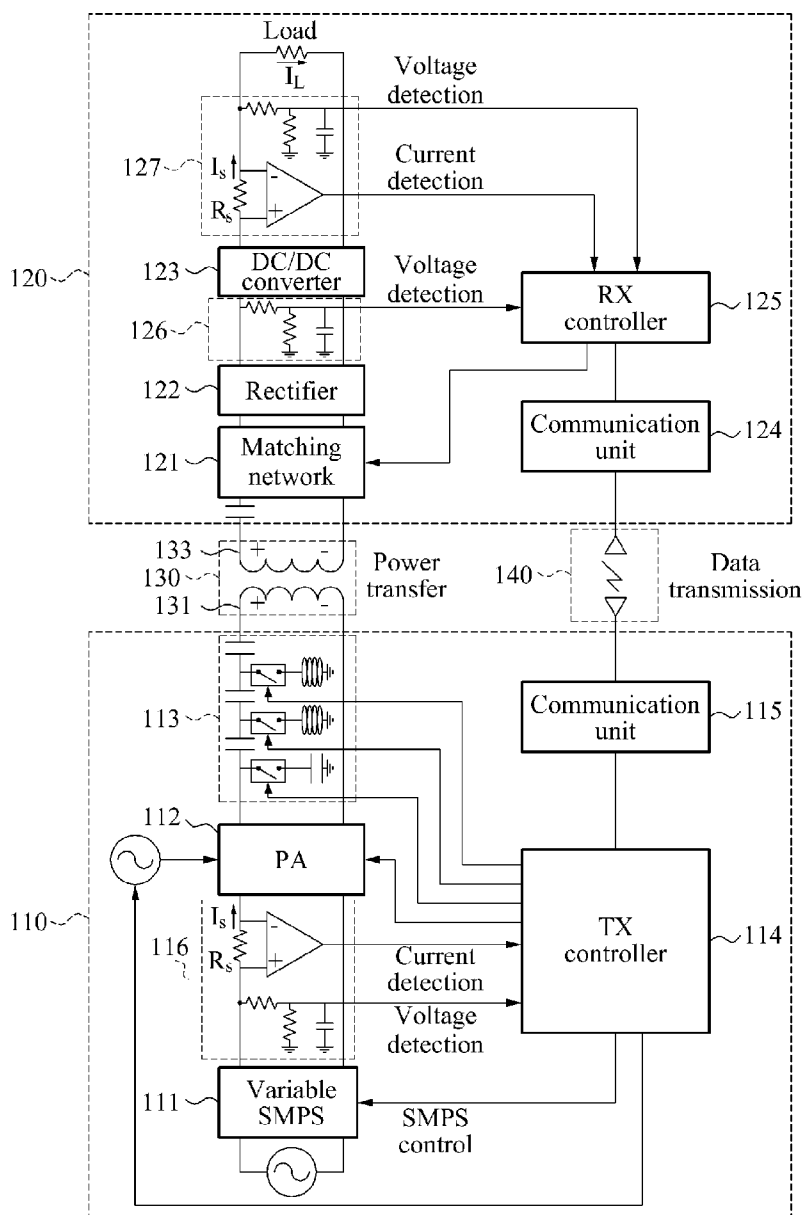 Load
I_L
Voltage
detection
127
I_s
-
Current
detection
R_s
+
123
DC/DC
converter
Voltage
detection
120
126
RX
controller
125
122
Rectifier
121
Matching
network
Communication
unit
124
133
+
-
130
Power
transfer
131
+
-
140
Data
transmission
113
Communication
unit
115
112
PA
110
I_s
-
116
R_s
+
Current
detection
TX
controller
114
Voltage
detection
111
Variable
SMPS
SMPS
control